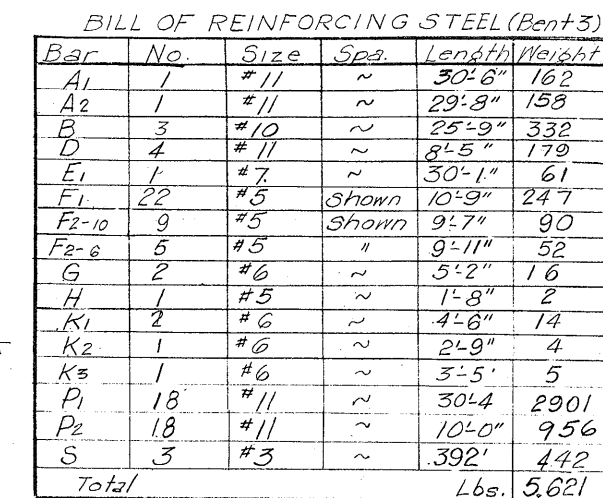 BILL OF REINFORCING STEEL (Bent 3)
Bar No. Size Spa. Length Weight
A1 1 #11 ~ 30'-6" 162
A2 1 #11 ~ 29'-8" 158
B 3 #10 ~ 25'-9" 332
D 4 #11 ~ 8'-5" 179
E1 1 #7 ~ 30'-1" 61
F1 22 #5 Shown 10'-9" 247
F2-10 9 #5 Shown 9'-7" 90
F2-6 5 #5 " 9'-11" 52
G 2 #6 ~ 5'-2" 16
H 1 #5 ~ 1'-8" 2
K1 2 #6 ~ 4'-6" 14
K2 1 #6 ~ 2'-9" 4
K3 1 #6 ~ 3'-5' 5
P1 18 #11 ~ 30'-4 2901
P2 18 #11 ~ 10'-0" 956
S 3 #3 ~ 392' 442
Total Lbs. 5,621